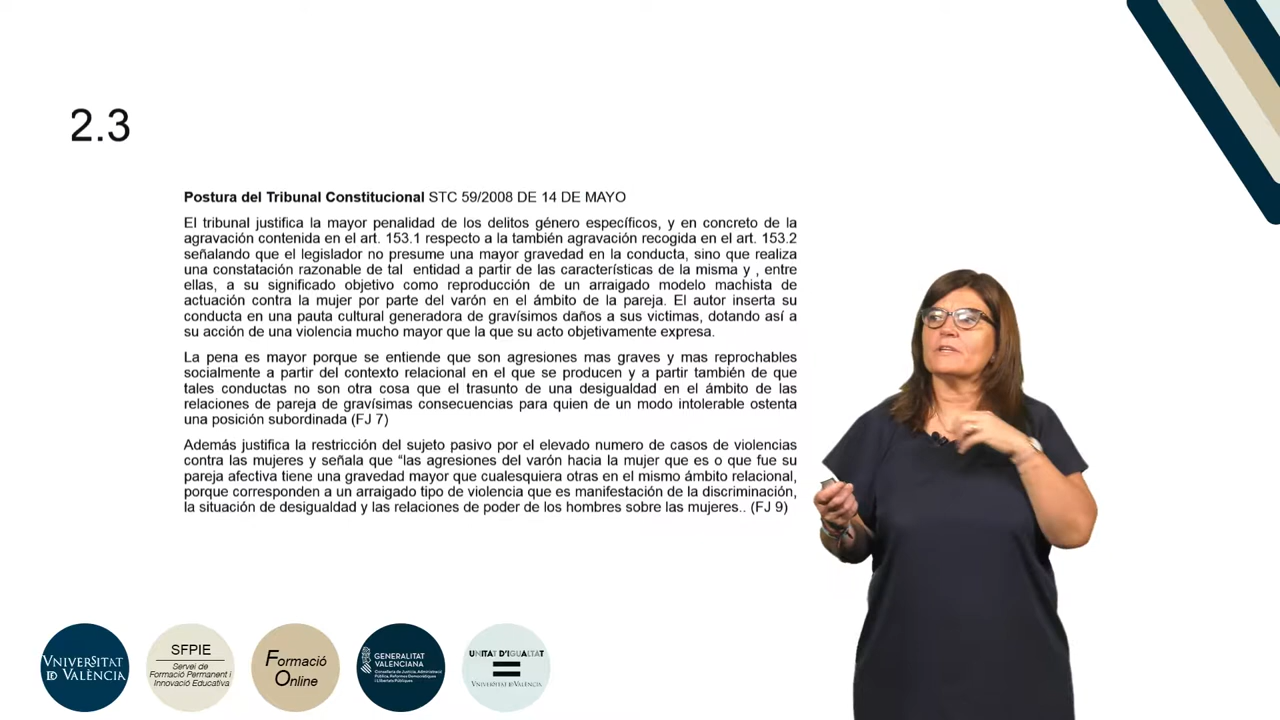 2.3
Postura del Tribunal Constitucional STC 59/2008 DE 14 DE MAYO
El tribunal justifica la mayor penalidad de los delitos género específicos, y en concreto de la
agravación contenida en el art. 153.1 respecto a la también agravación recogida en el art. 153.2
señalando que el legislador no presume una mayor gravedad en la conducta, sino que realiza
una constatación razonable de tal entidad a partir de las características de la misma y , entre
ellas, a su significado objetivo como reproducción de un arraigado modelo machista de
actuación contra la mujer por parte del varón en el ámbito de la pareja. El autor inserta su
conducta en una pauta cultural generadora de gravísimos daños a sus victimas, dotando así a
su acción de una violencia mucho mayor que la que su acto objetivamente expresa.
La pena es mayor porque se entiende que son agresiones mas graves y mas reprochables
socialmente a partir del contexto relacional en el que se producen y a partir también de que
tales conductas no son otra cosa que el trasunto de una desigualdad en el ámbito de las
relaciones de pareja de gravísimas consecuencias para quien de un modo intolerable ostenta
una posición subordinada (FJ 7)
Además justifica la restricción del sujeto pasivo por el elevado numero de casos de violencias
contra las mujeres y señala que “las agresiones del varón hacia la mujer que es o que fue su
pareja afectiva tiene una gravedad mayor que cualesquiera otras en el mismo ámbito relacional,
porque corresponden a un arraigado tipo de violencia que es manifestación de la discriminación,
la situación de desigualdad y las relaciones de poder de los hombres sobre las mujeres.. (FJ 9)
VNIVERSITAT
ID VALÈNCIA
SFPIE
Servei de
Formació Permanent i
Innovació Educativa
Formació
Online
GENERALITAT
VALENCIANA
Conselleria de Justícia, Administració
Pública, Reformes Democràtiques
i Llibertats Públiques
UNITAT D'IGUALTAT
VNIVERSITAT ID VALÈNCIA